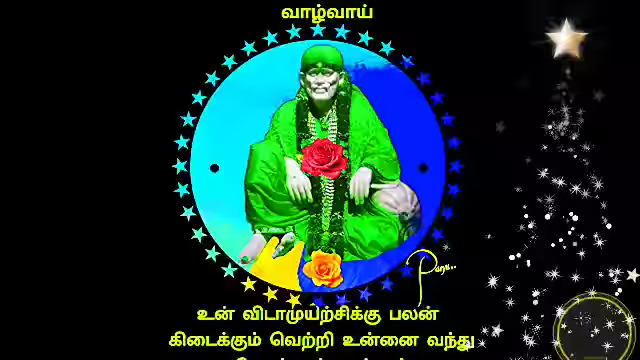 வாழ்வாய்
உன் விடாமுயற்சிக்கு பலன்
கிடைக்கும் வெற்றி உன்னை வந்து